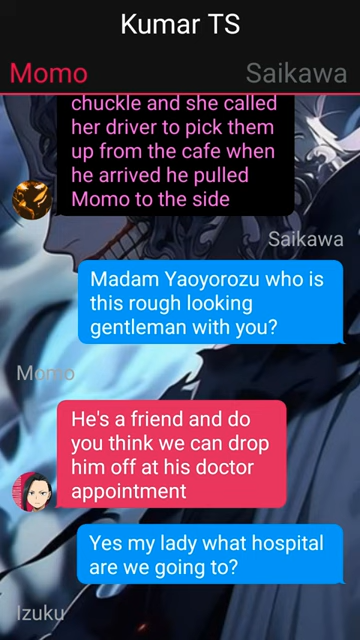 Kumar TS
Momo
Saikawa
chuckle and she called
her driver to pick them
up from the cafe when
he arrived he pulled
Momo to the side
Saikawa
Madam Yaoyorozu who is
this rough looking
gentleman with you?
Momo
He's a friend and do
you think we can drop
him off at his doctor
appointment
Yes my lady what hospital
are we going to?
Izuku